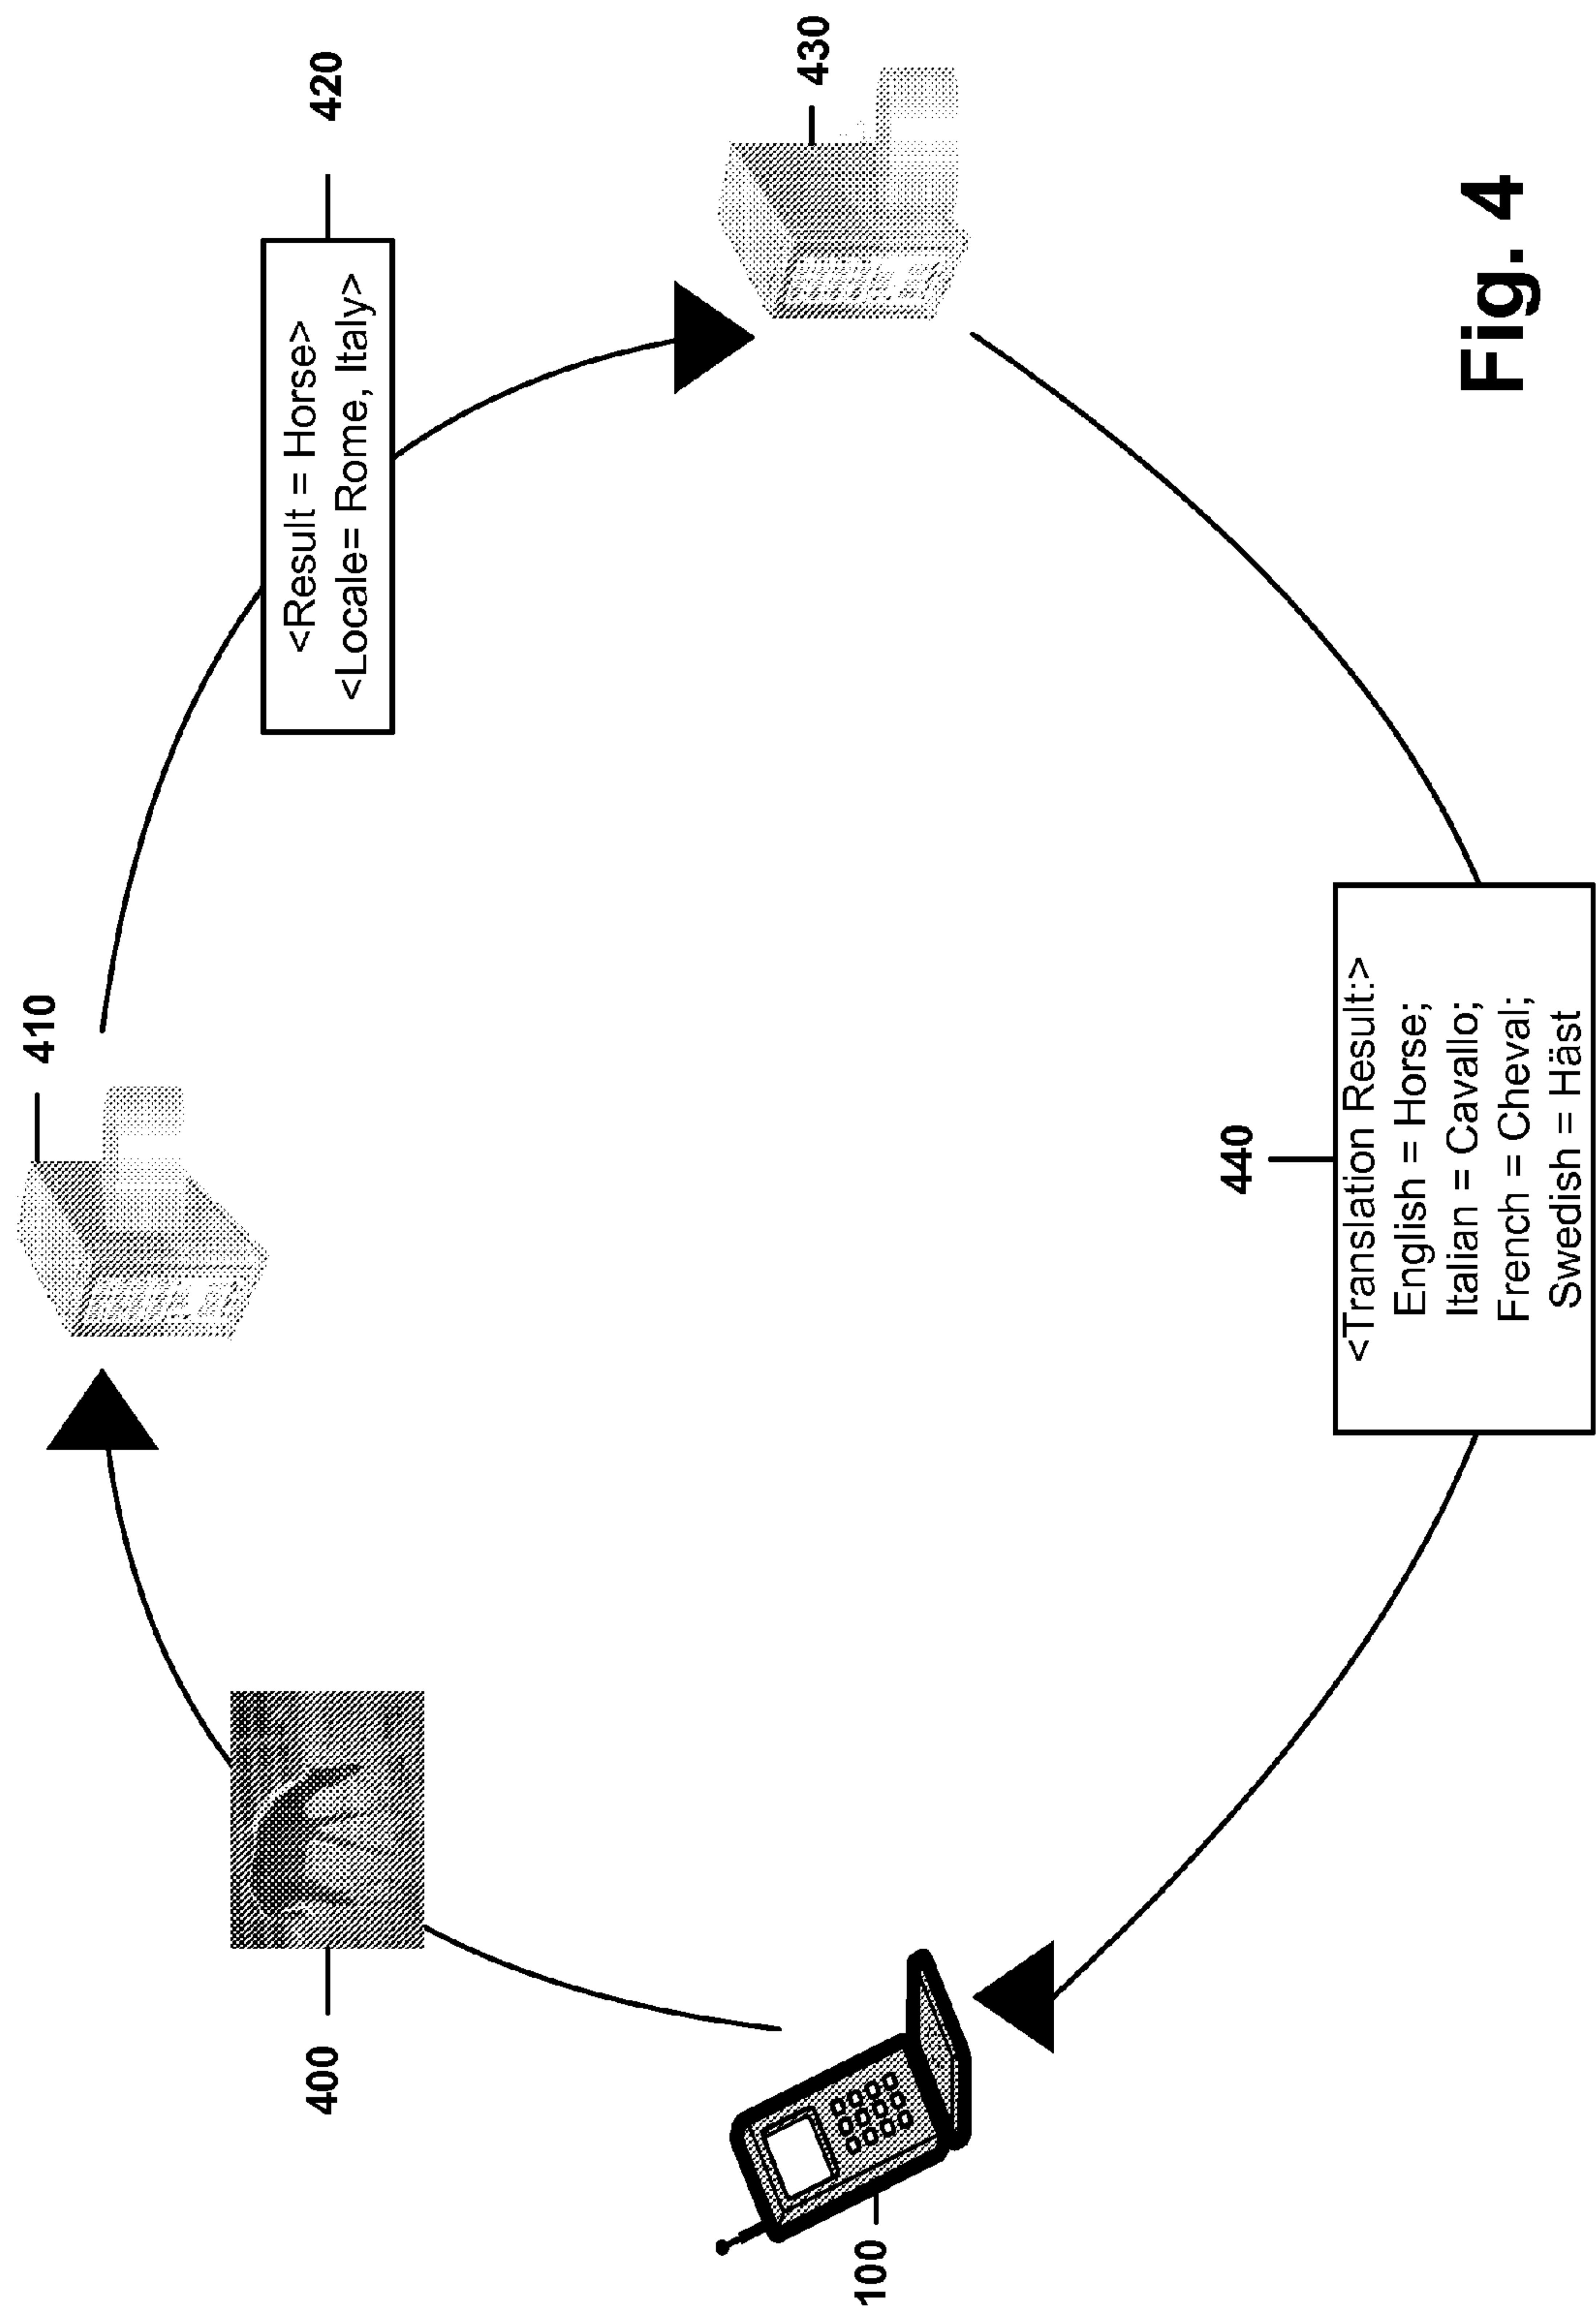 410
420
<Result = Horse>
<Locale= Rome, Italy>
400
430
100
440
<Translation Result:>
English = Horse;
Italian = Cavallo;
French = Cheval;
Swedish = Häst
Fig. 4